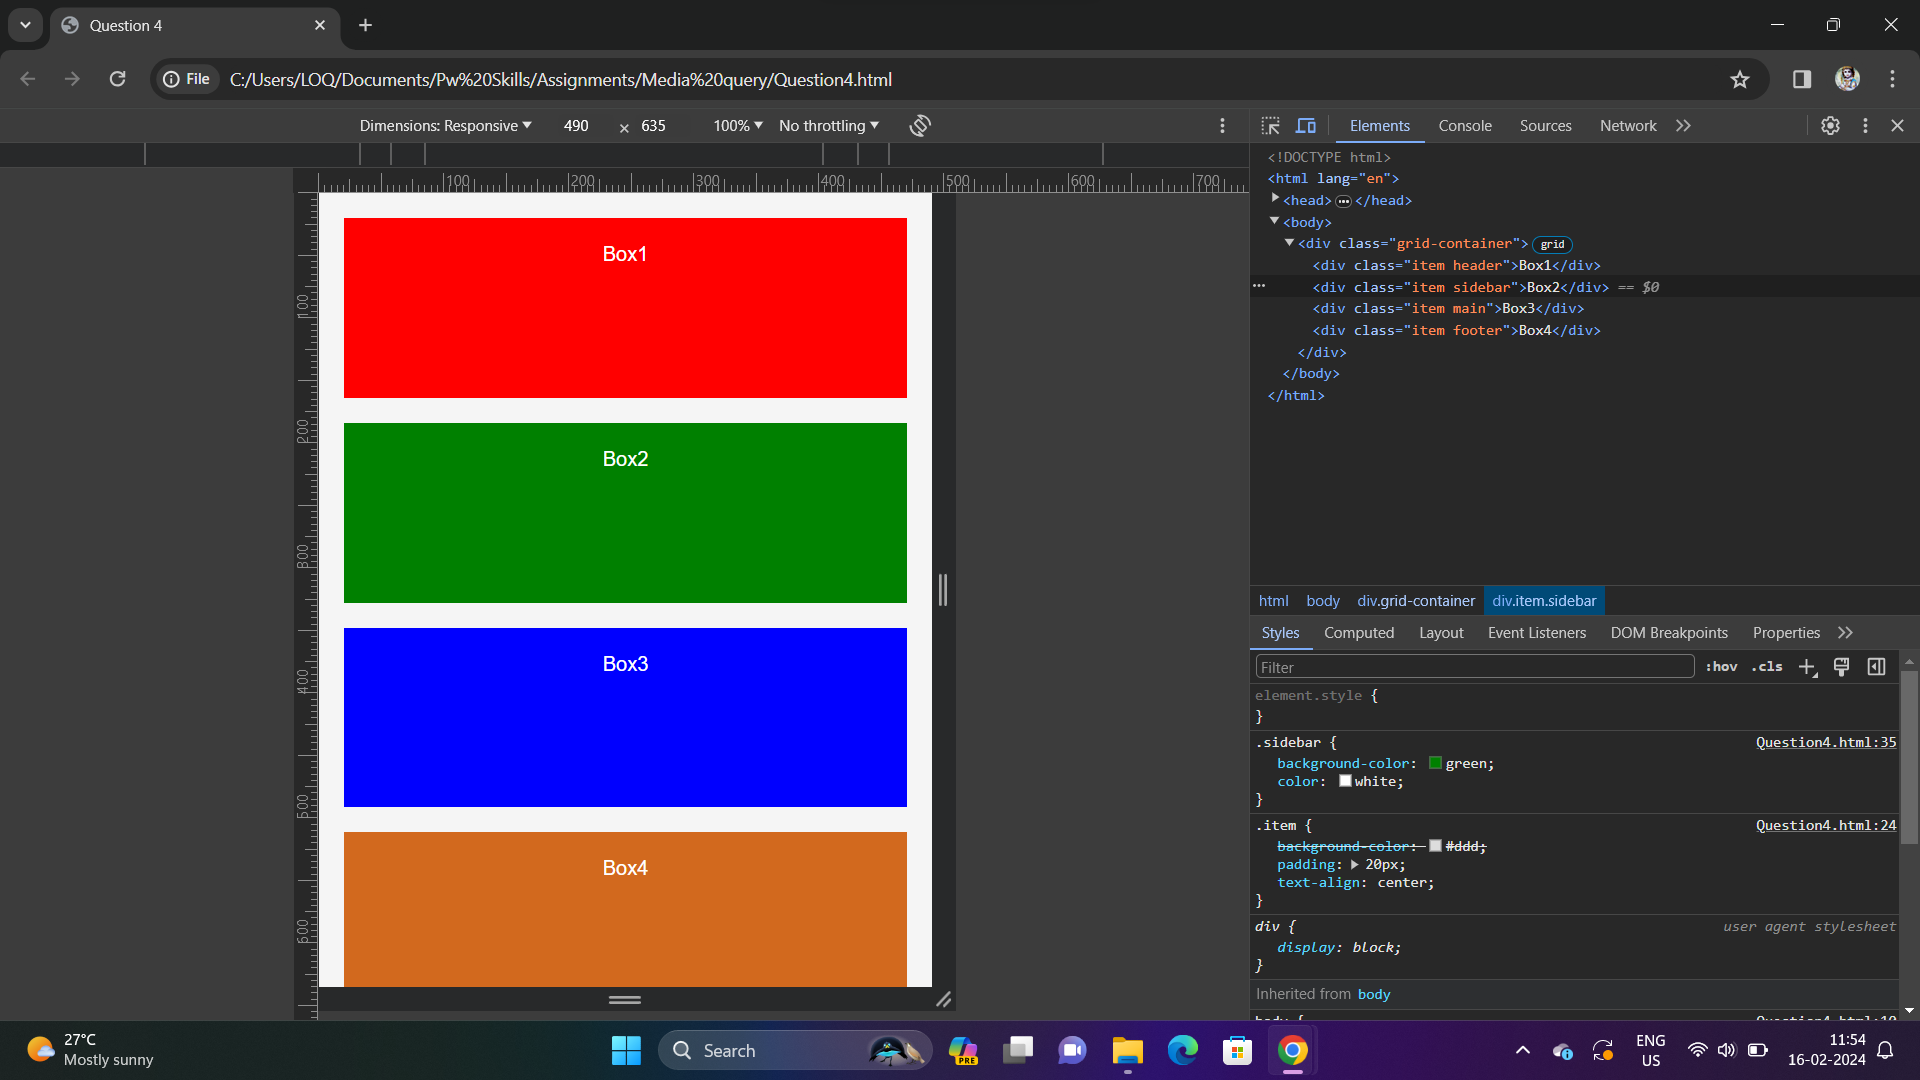 Question 4
File
C:/Users/LOQ/Documents/Pw%20Skills/Assignments/Media%20query/Question4.html
Dimensions: Responsive 490 × 635 100% No throttling
Elements Console Sources Network
100 200 300 400 500 600 700
100
200
300
400
500
600
Box1
Box2
Box3
Box4
<!DOCTYPE html>
<html lang="en">
<head> ••• </head>
<body>
<div class="grid-container"> grid
<div class="item header">Box1</div>
<div class="item sidebar">Box2</div> == $0
<div class="item main">Box3</div>
<div class="item footer">Box4</div>
</div>
</body>
</html>
html body div.grid-container div.item.sidebar
Styles Computed Layout Event Listeners DOM Breakpoints Properties
Filter :hov .cls
element.style {
}
.sidebar { Question4.html:35
background-color: green;
color: white;
}
.item { Question4.html:24
background-color: #ddd;
padding: 20px;
text-align: center;
}
div { user agent stylesheet
display: block;
}
Inherited from body
body { Question4.html:10
27°C
Mostly sunny
Search
PRE
ENG
US
11:54
16-02-2024